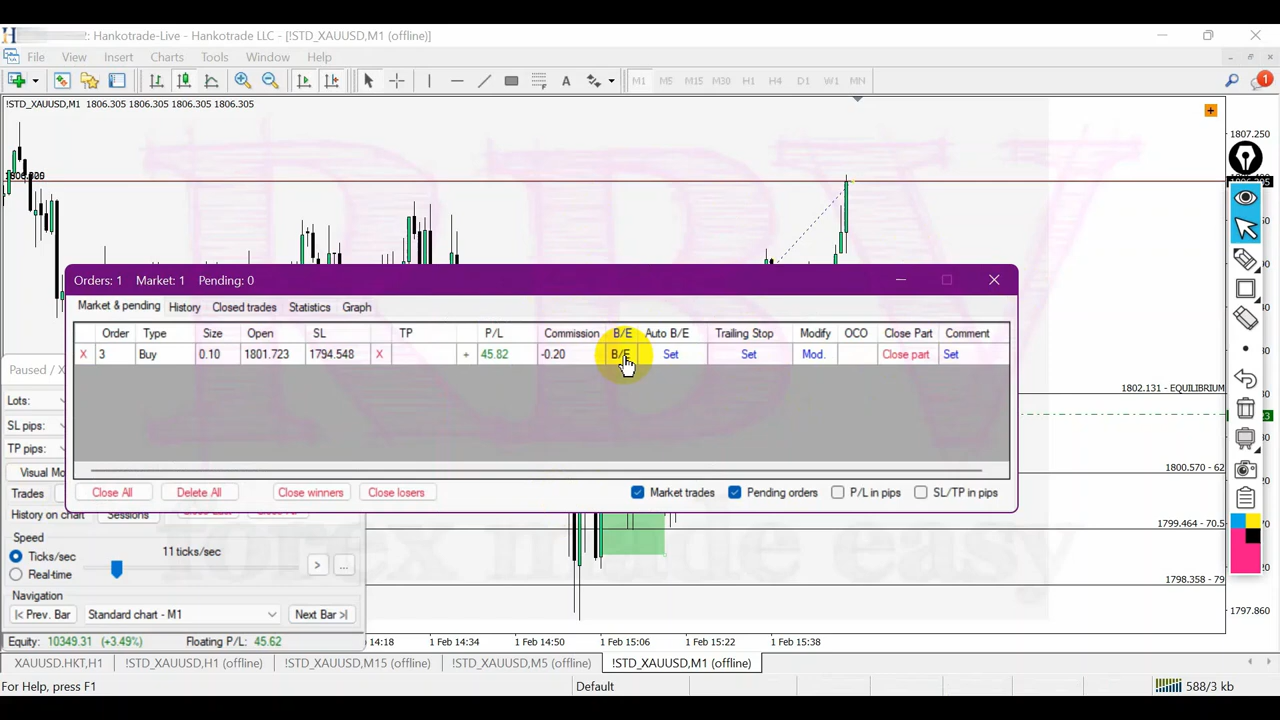 : Hankotrade-Live - Hankotrade LLC - [!STD_XAUUSD,M1 (offline)]
File View Insert Charts Tools Window Help
M1 M5 M15 M30 H1 H4 D1 W1 MN 1
!STD_XAUUSD,M1 1806.305 1806.305 1806.305 1806.305
1807.250
RBV
Orders: 1 Market: 1 Pending: 0
Market & pending History Closed trades Statistics Graph
Order Type Size Open SL TP P/L Commission B/E Auto B/E Trailing Stop Modify OCO Close Part Comment
X 3 Buy 0.10 1801.723 1794.548 X + 45.82 -0.20 B/E Set Set Mod. Close part Set
Paused / X
1802.131 - EQUILIBRIUM
Lots:
SL pips:
TP pips:
1800.570 - 62
Visual Mo
Close All Delete All Close winners Close losers Market trades Pending orders P/L in pips SL/TP in pips
Trades
History on chart Sessions
1799.464 - 70.5
forex made easy
Speed
Ticks/sec 11 ticks/sec > ...
Real-time
1798.358 - 79
Navigation
|< Prev. Bar Standard chart - M1 Next Bar >|
1797.860
Equity: 10349.31 (+3.49%) Floating P/L: 45.62
14:18 1 Feb 14:34 1 Feb 14:50 1 Feb 15:06 1 Feb 15:22 1 Feb 15:38
XAUUSD.HKT,H1 !STD_XAUUSD,H1 (offline) !STD_XAUUSD,M15 (offline) !STD_XAUUSD,M5 (offline) !STD_XAUUSD,M1 (offline)
For Help, press F1 Default 588/3 kb